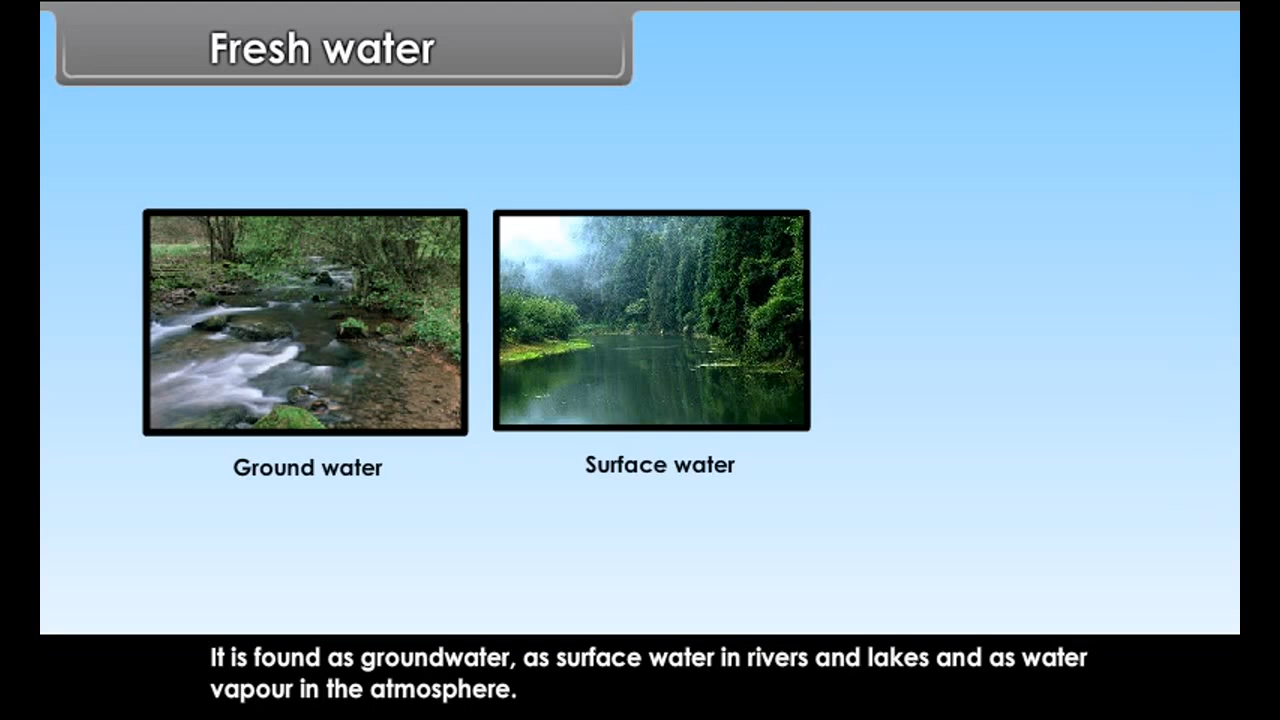 Fresh water
Ground water
Surface water
It is found as groundwater, as surface water in rivers and lakes and as water
vapour in the atmosphere.